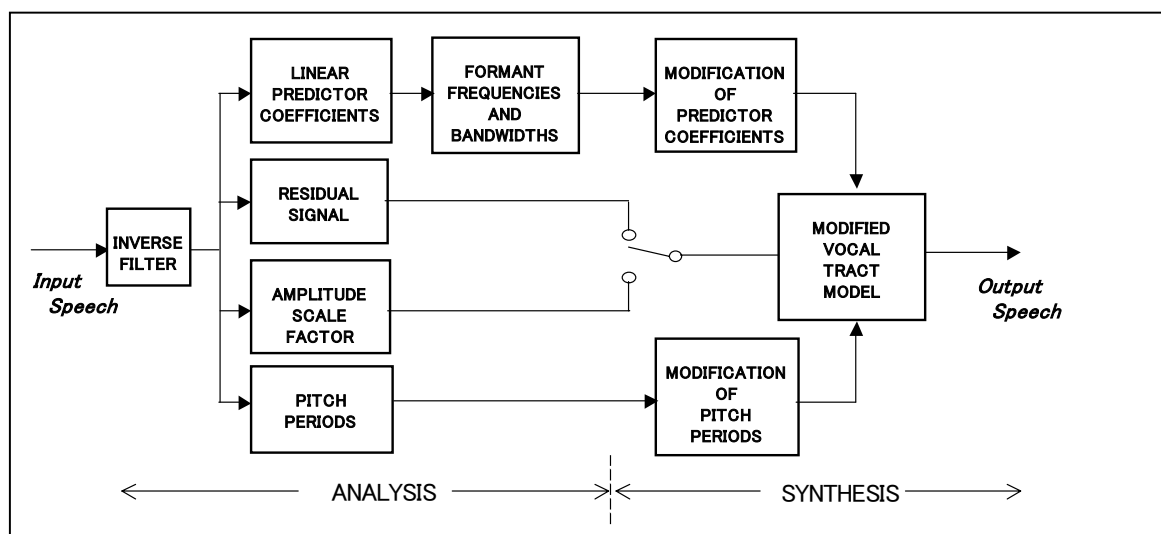 LINEAR
PREDICTOR
COEFFICIENTS
FORMANT
FREQUENCIES
AND
BANDWIDTHS
MODIFICATION
OF
PREDICTOR
COEFFICIENTS
RESIDUAL
SIGNAL
INVERSE
FILTER
Input
Speech
AMPLITUDE
SCALE
FACTOR
MODIFIED
VOCAL
TRACT
MODEL
Output
Speech
PITCH
PERIODS
MODIFICATION
OF
PITCH
PERIODS
ANALYSIS
SYNTHESIS